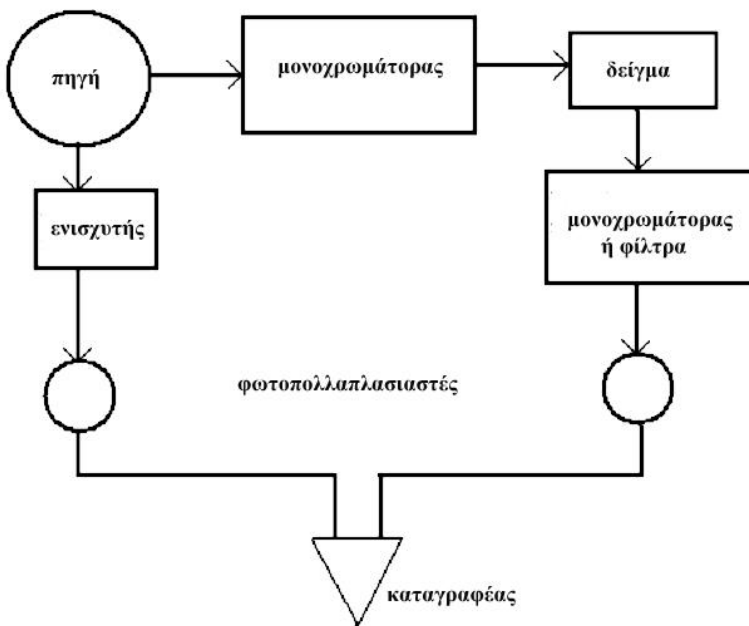 πηγή
μονοχρωμάτορας
δείγμα
ενισχυτής
μονοχρωμάτορας
ή φίλτρα
φωτοπολλαπλασιαστές
καταγραφέας